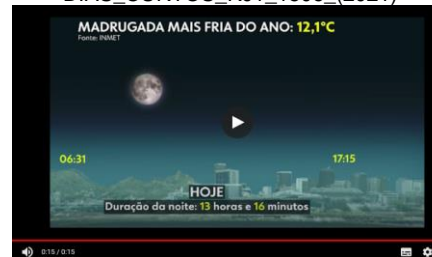 MADRUGADA MAIS FRIA DO ANO: 12,1°C
Fonte: INMET
06:31
17:15
HOJE
Duração da noite: 13 horas e 16 minutos
0:15 / 0:15